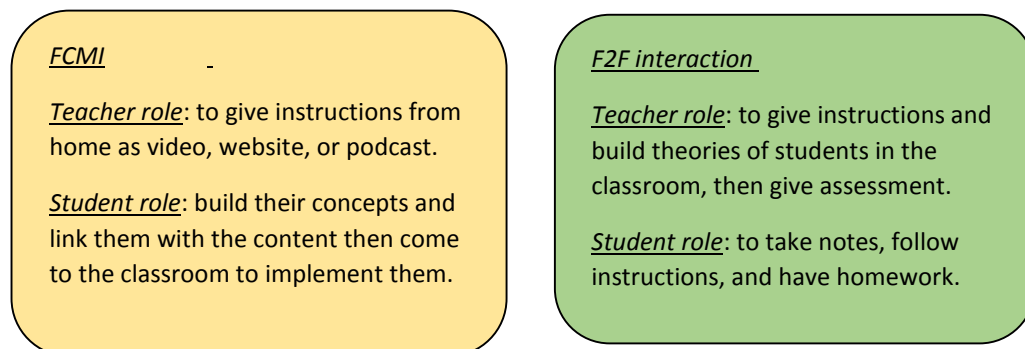 FCMI
Teacher role: to give instructions from
home as video, website, or podcast.
Student role: build their concepts and
link them with the content then come
to the classroom to implement them.
F2F interaction
Teacher role: to give instructions and
build theories of students in the
classroom, then give assessment.
Student role: to take notes, follow
instructions, and have homework.